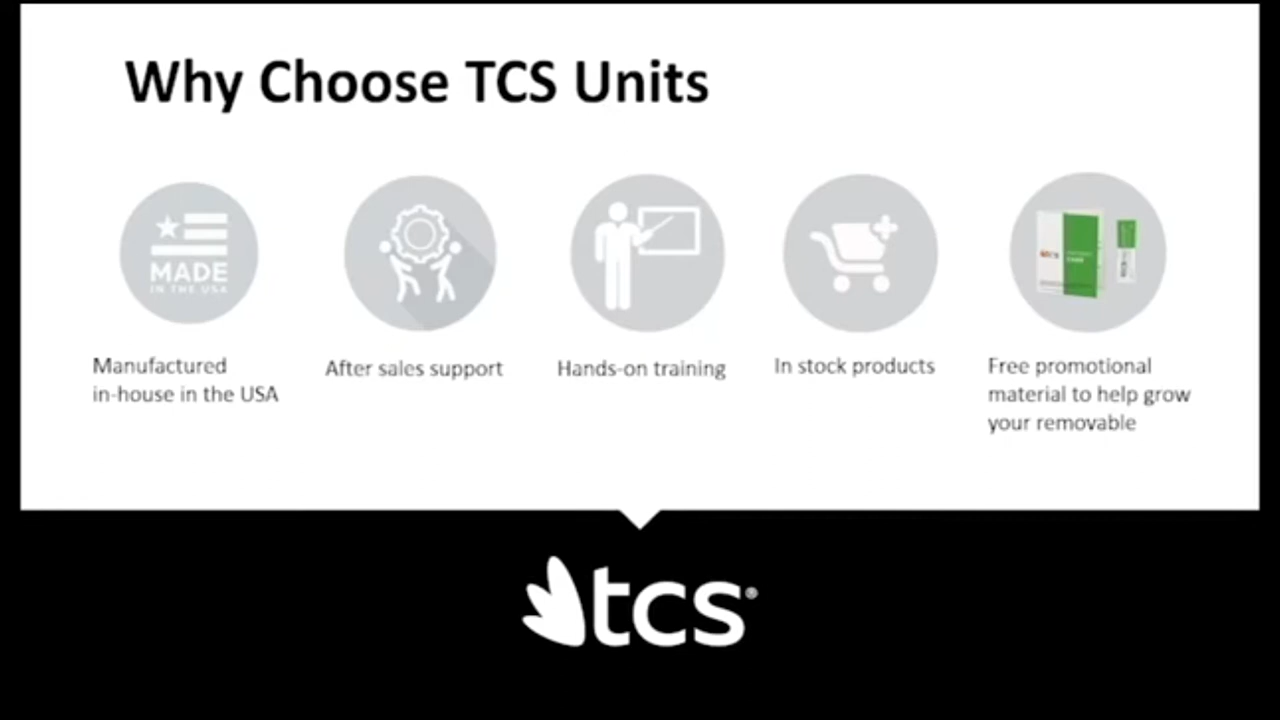 Why Choose TCS Units
MADE
IN THE USA
tcs
Manufactured
in-house in the USA
After sales support
Hands-on training
In stock products
Free promotional
material to help grow
your removable
tcs®